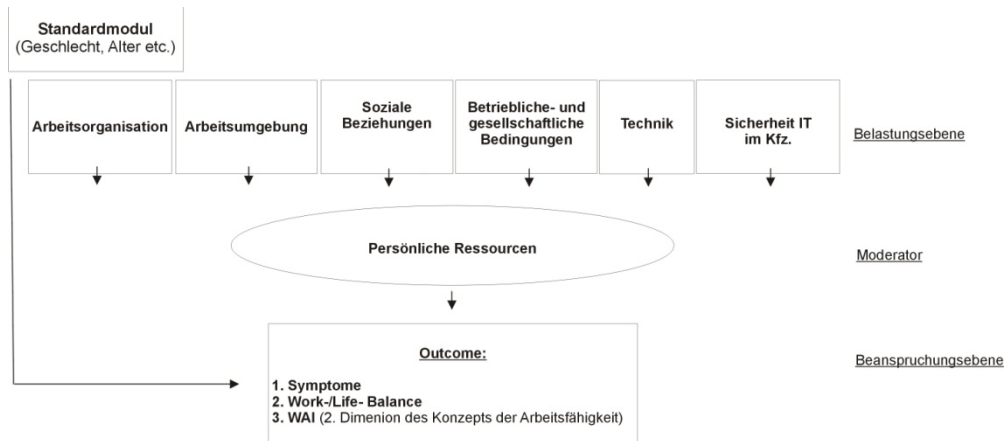 Standardmodul
(Geschlecht, Alter etc.)
Arbeitsorganisation
Arbeitsumgebung
Soziale
Beziehungen
Betriebliche- und
gesellschaftliche
Bedingungen
Technik
Sicherheit IT
im Kfz.
Belastungsebene
Persönliche Ressourcen
Moderator
Outcome:
1. Symptome
2. Work-/Life- Balance
3. WAI (2. Dimenion des Konzepts der Arbeitsfähigkeit)
Beanspruchungsebene